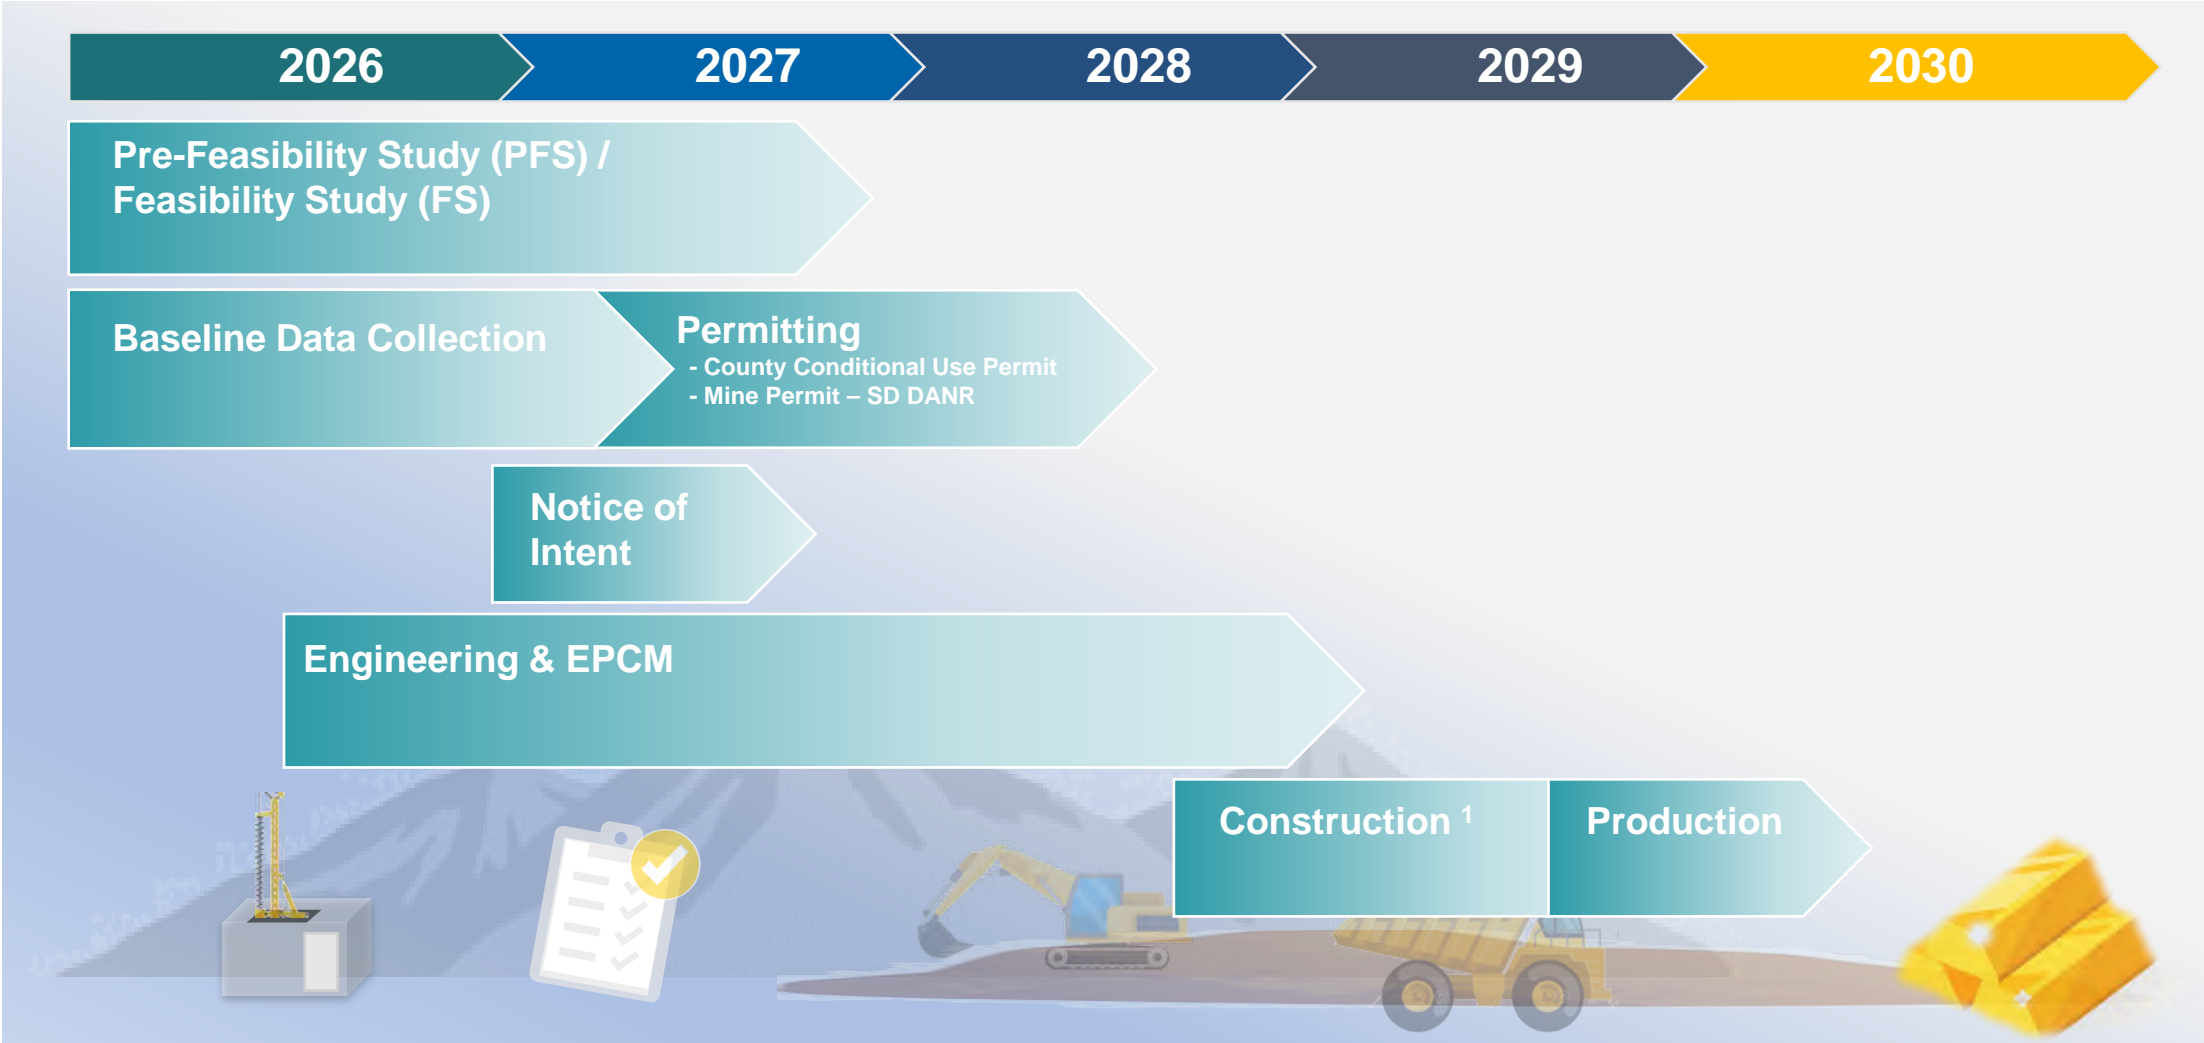 2026 2027 2028 2029 2030
Pre-Feasibility Study (PFS) /
Feasibility Study (FS)
Baseline Data Collection
Permitting
- County Conditional Use Permit
- Mine Permit – SD DANR
Notice of
Intent
Engineering & EPCM
Construction ¹
Production